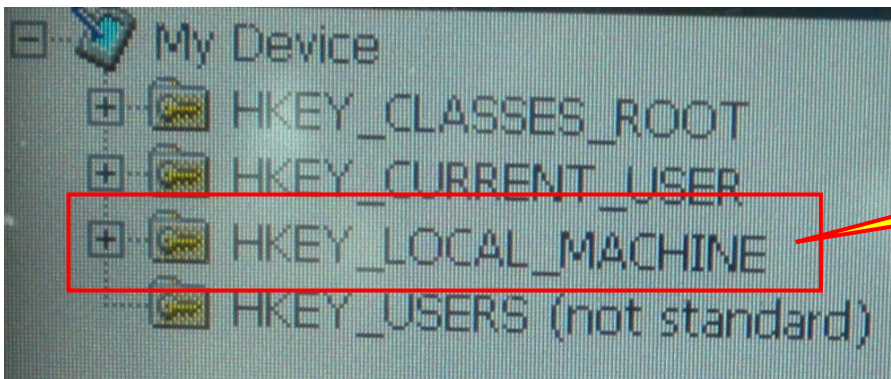 My Device
HKEY_CLASSES_ROOT
HKEY_CURRENT_USER
HKEY_LOCAL_MACHINE
HKEY_USERS (not standard)